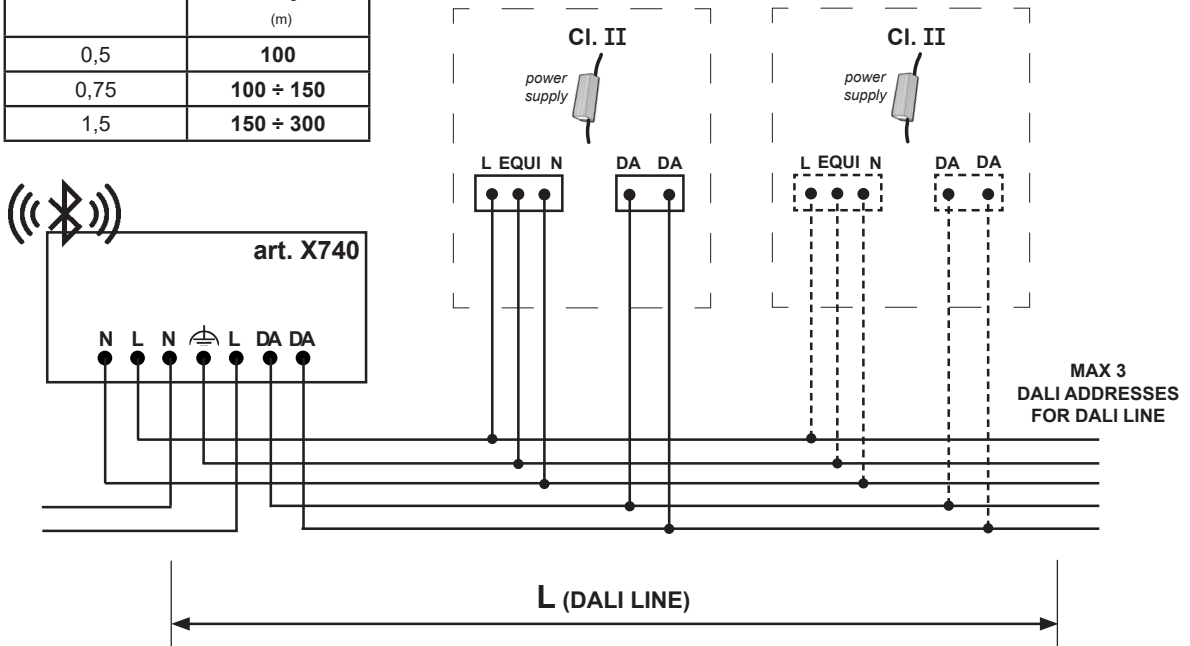 (m)
0,5 100
0,75 100 ÷ 150
1,5 150 ÷ 300
Cl. II
power
supply
L EQUI N DA DA
Cl. II
power
supply
L EQUI N DA DA
art. X740
N L N L DA DA
MAX 3
DALI ADDRESSES
FOR DALI LINE
L (DALI LINE)